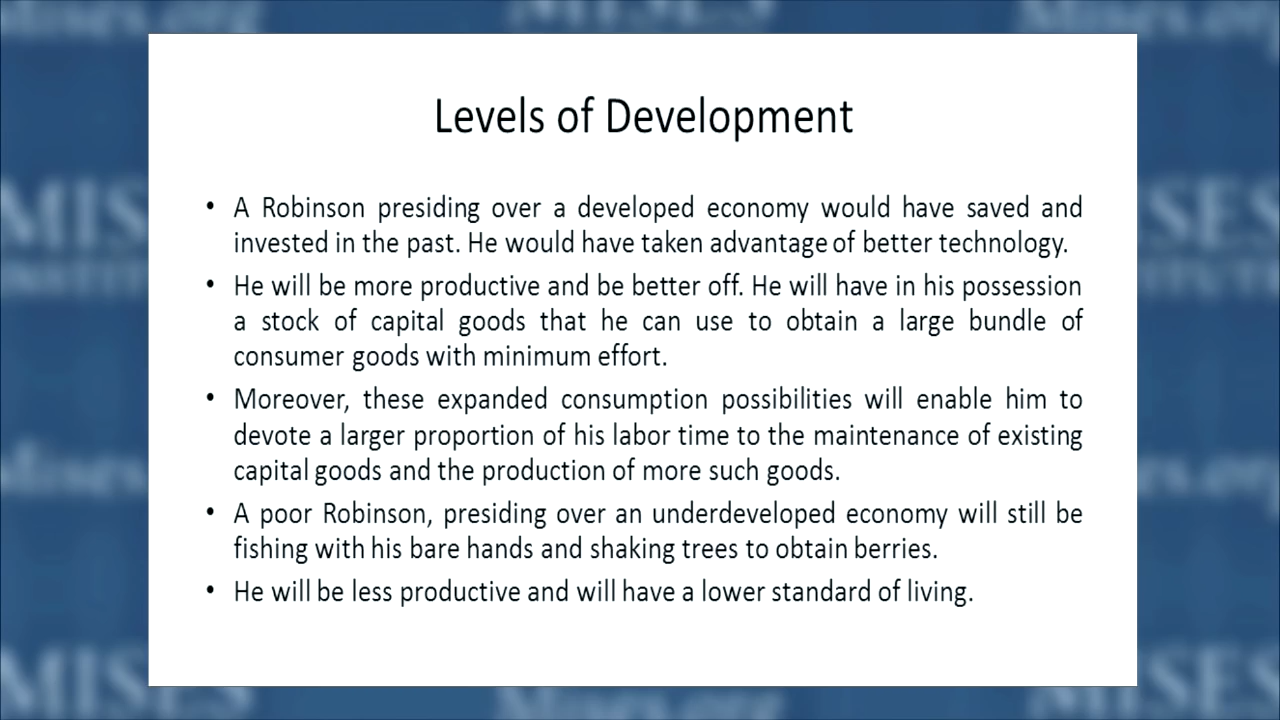 Levels of Development
• A Robinson presiding over a developed economy would have saved and
invested in the past. He would have taken advantage of better technology.
• He will be more productive and be better off. He will have in his possession
a stock of capital goods that he can use to obtain a large bundle of
consumer goods with minimum effort.
• Moreover, these expanded consumption possibilities will enable him to
devote a larger proportion of his labor time to the maintenance of existing
capital goods and the production of more such goods.
• A poor Robinson, presiding over an underdeveloped economy will still be
fishing with his bare hands and shaking trees to obtain berries.
• He will be less productive and will have a lower standard of living.